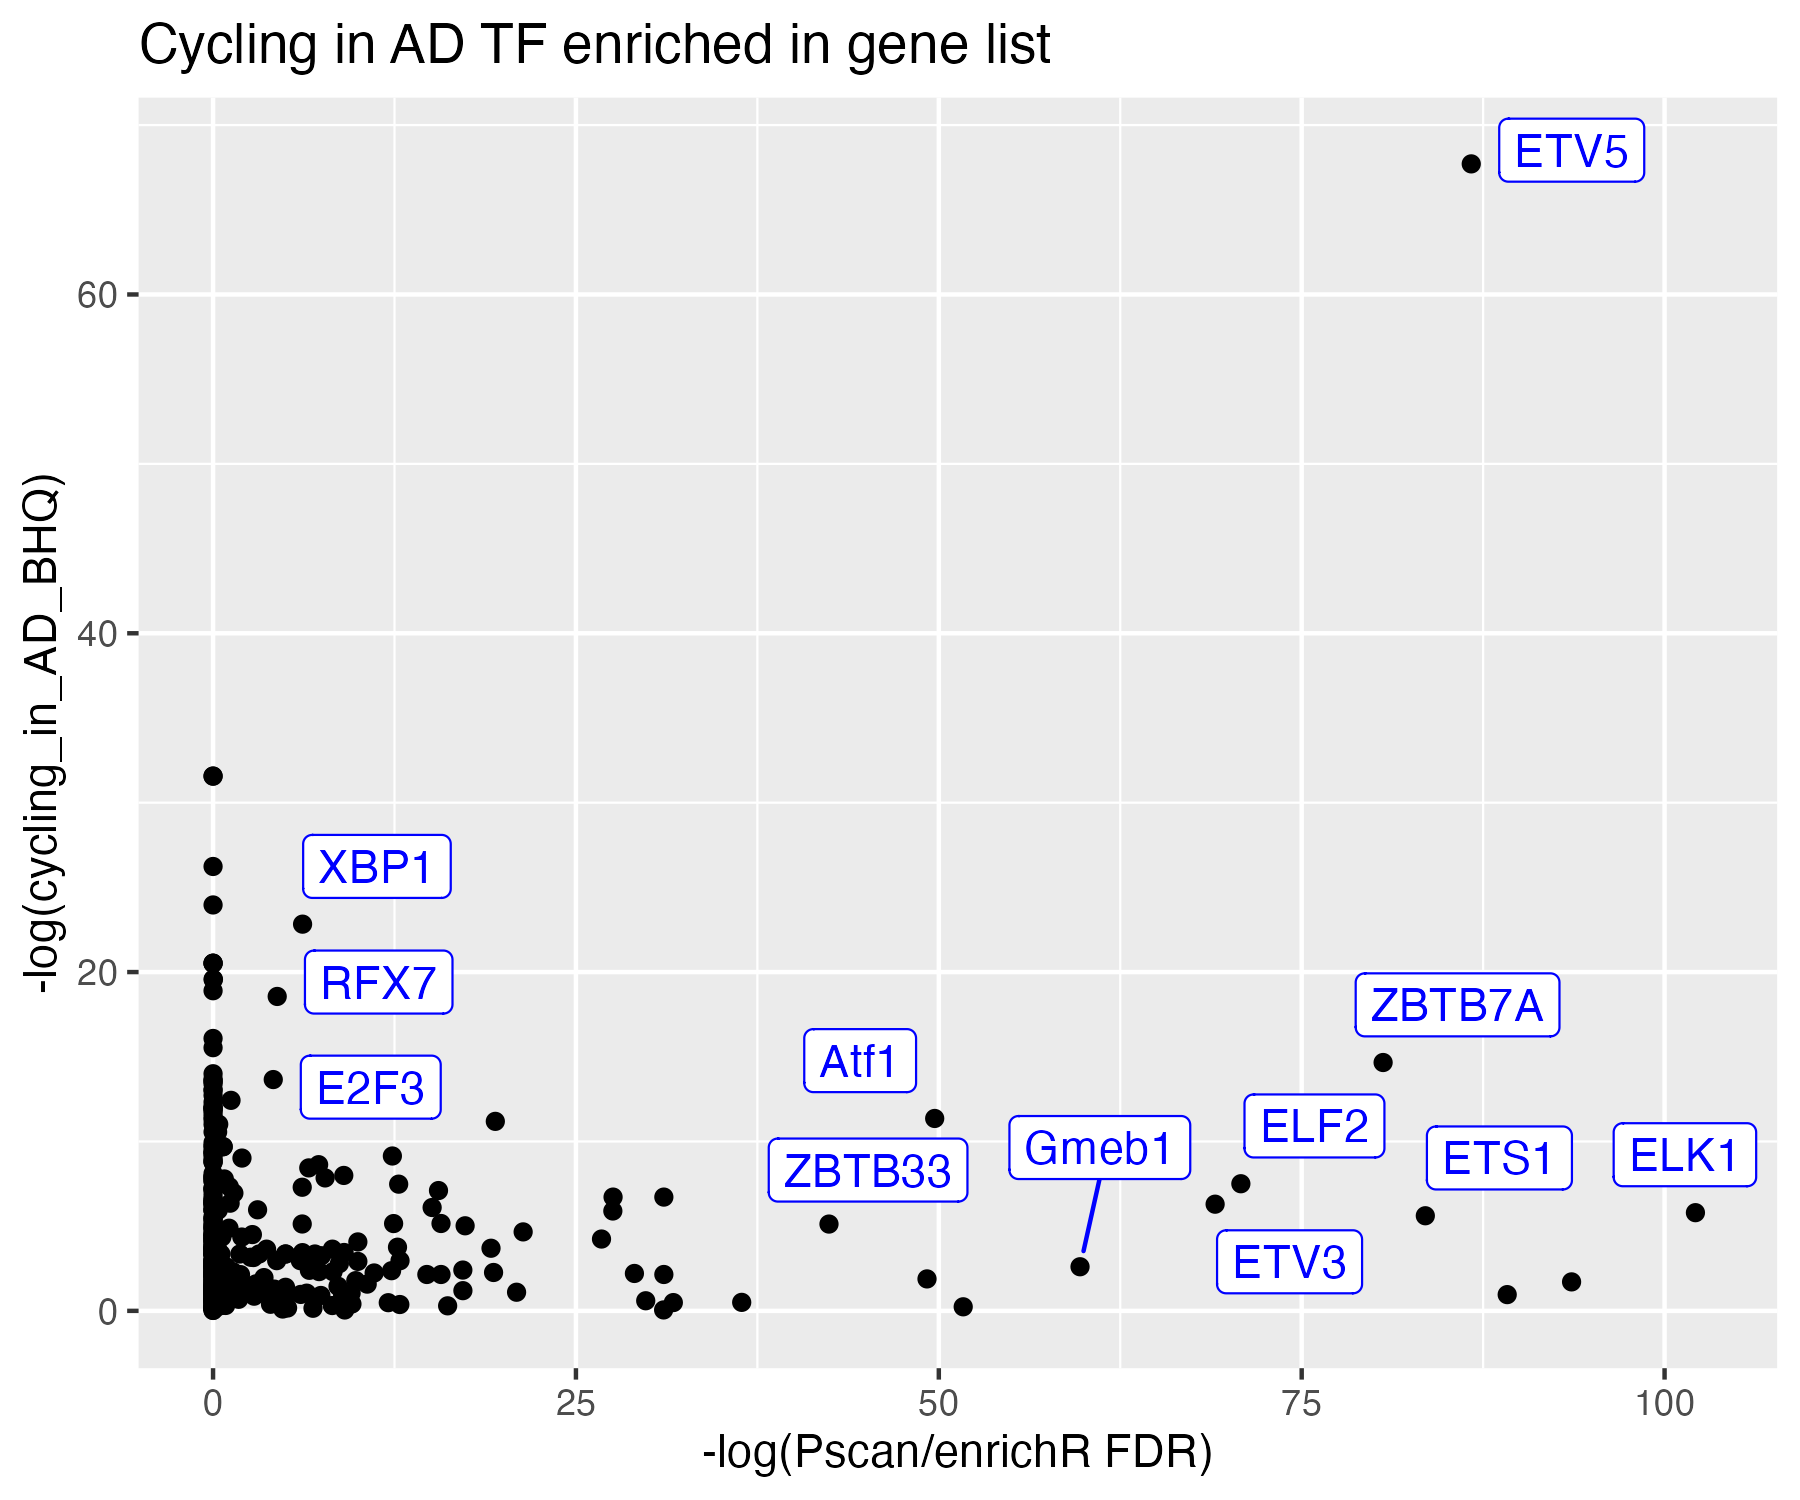 Cycling in AD TF enriched in gene list
ETV5
60
-log(cycling_in_AD_BHQ)
40
XBP1
20
RFX7
ZBTB7A
Atf1
E2F3
ELF2
Gmeb1
ZBTB33
ETS1
ELK1
ETV3
0
0 25 50 75 100
-log(Pscan/enrichR FDR)